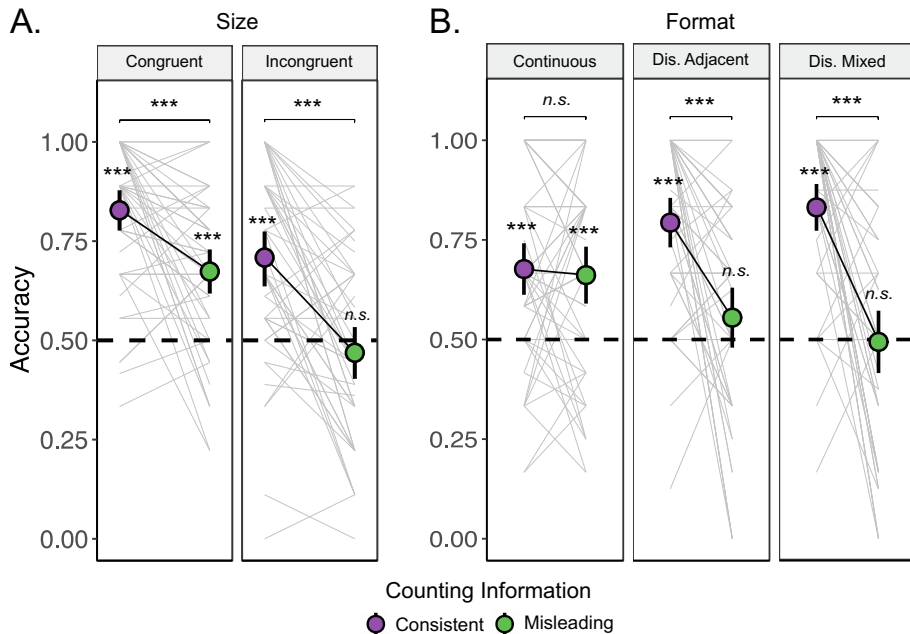 A.
Size
B.
Format
Congruent
Incongruent
Continuous
Dis. Adjacent
Dis. Mixed
***
***
n.s.
***
***
1.00
0.75
0.50
0.25
0.00
Accuracy
***
***
***
n.s.
1.00
0.75
0.50
0.25
0.00
***
***
***
n.s.
***
n.s.
Counting Information
Consistent
Misleading